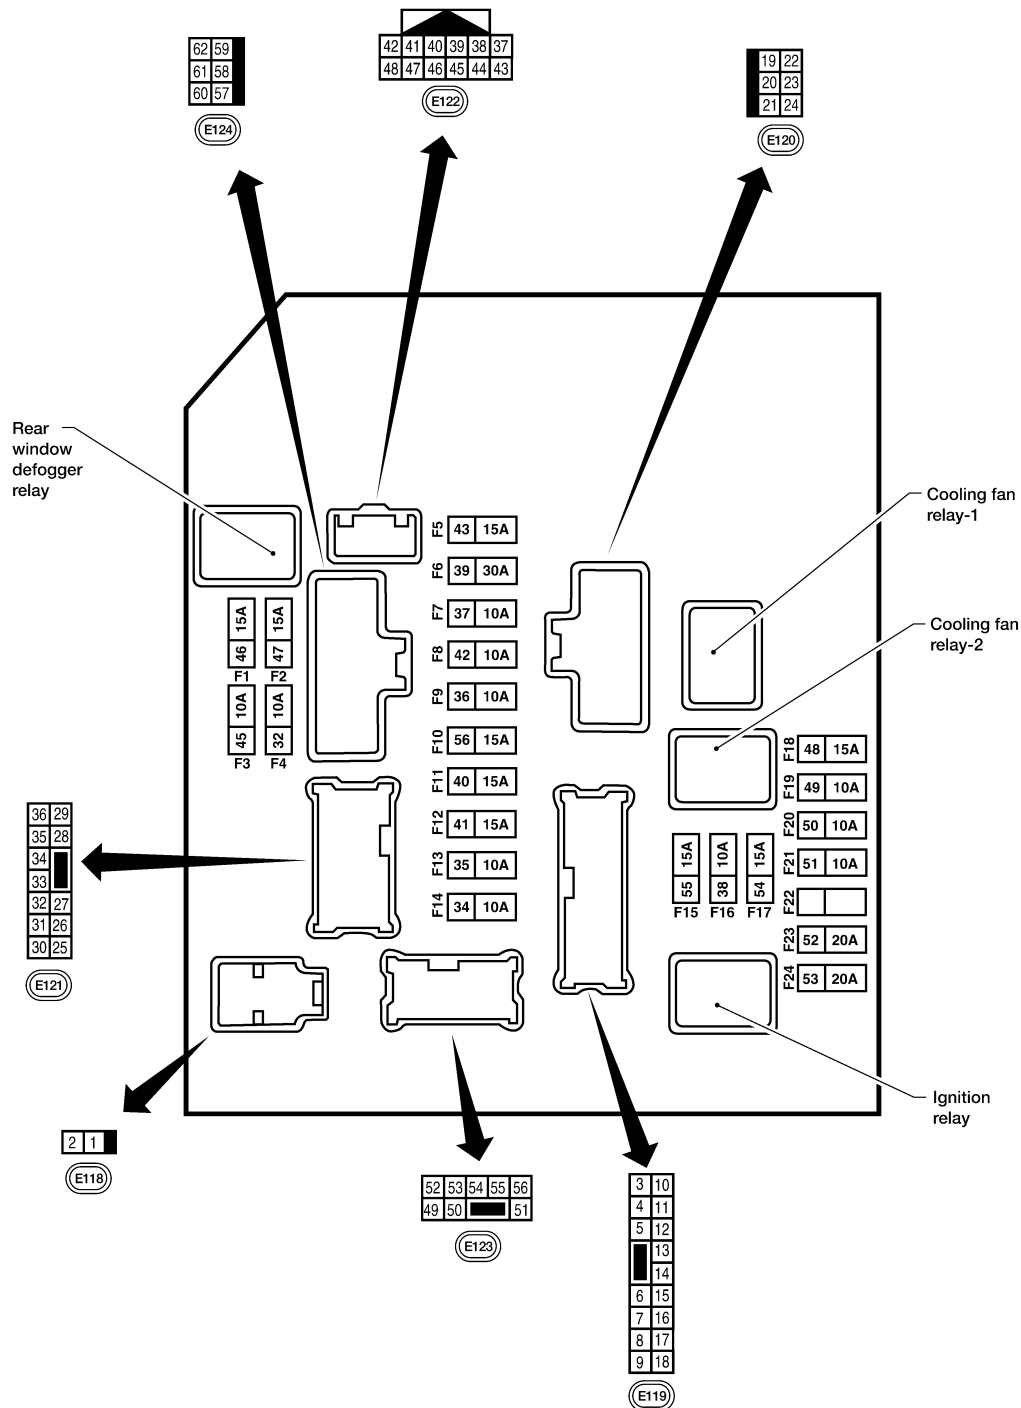 62 59
61 58
60 57
E124
42 41 40 39 38 37
48 47 46 45 44 43
E122
19 22
20 23
21 24
E120
Rear
window
defogger
relay
Cooling fan
relay-1
Cooling fan
relay-2
F5 43 15A
F6 39 30A
F7 37 10A
F8 42 10A
F9 36 10A
F10 56 15A
F11 40 15A
F12 41 15A
F13 35 10A
F14 34 10A
15A 46 F1
15A 47 F2
10A 45 F3
10A 32 F4
F18 48 15A
F19 49 10A
F20 50 10A
F21 51 10A
F22
F23 52 20A
F24 53 20A
15A 55 F15
10A 38 F16
15A 54 F17
36 29
35 28
34
33
32 27
31 26
30 25
E121
Ignition
relay
2 1
E118
52 53 54 55 56
49 50 51
E123
3 10
4 11
5 12
13
14
6 15
7 16
8 17
9 18
E119